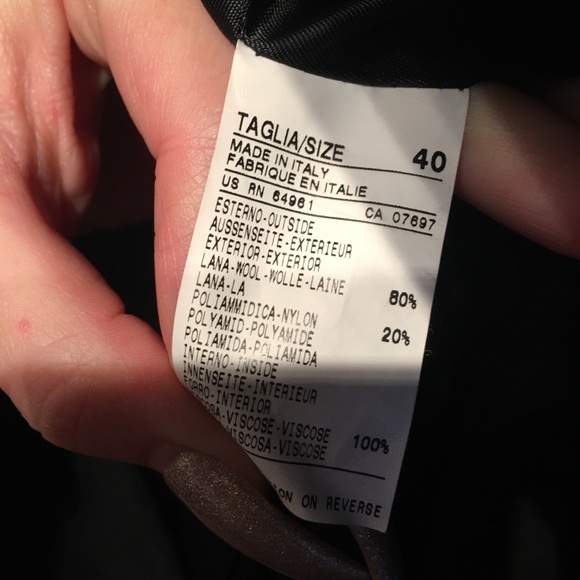 TAGLIA/SIZE 40
MADE IN ITALY
FABRIQUE EN ITALIE
US RN 64961 CA 07697
ESTERNO-OUTSIDE
AUSSENSEITE-EXTERIEUR
EXTERIOR-EXTERIOR
LANA-WOOL-WOLLE-LAINE
LANA-LA 80%
POLIAMMIDICA-NYLON
POLYAMID-POLYAMIDE 20%
POLIAMIDA-POLIAMIDA
INTERNO-INSIDE
INNENSEITE-INTERIEUR
FORRO-INTERIOR
VISCOSE-VISCOSE
VISCOSA-VISCOSE 100%
ON REVERSE